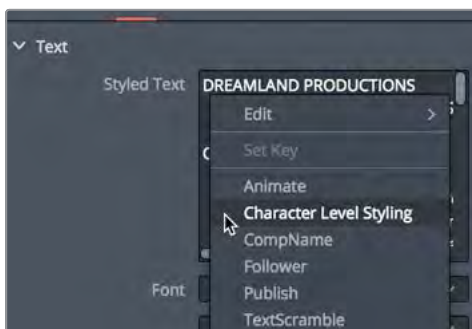 Text
Styled Text DREAMLAND PRODUCTIONS
Edit
Set Key
Animate
Character Level Styling
CompName
Follower
Font
Publish
TextScramble